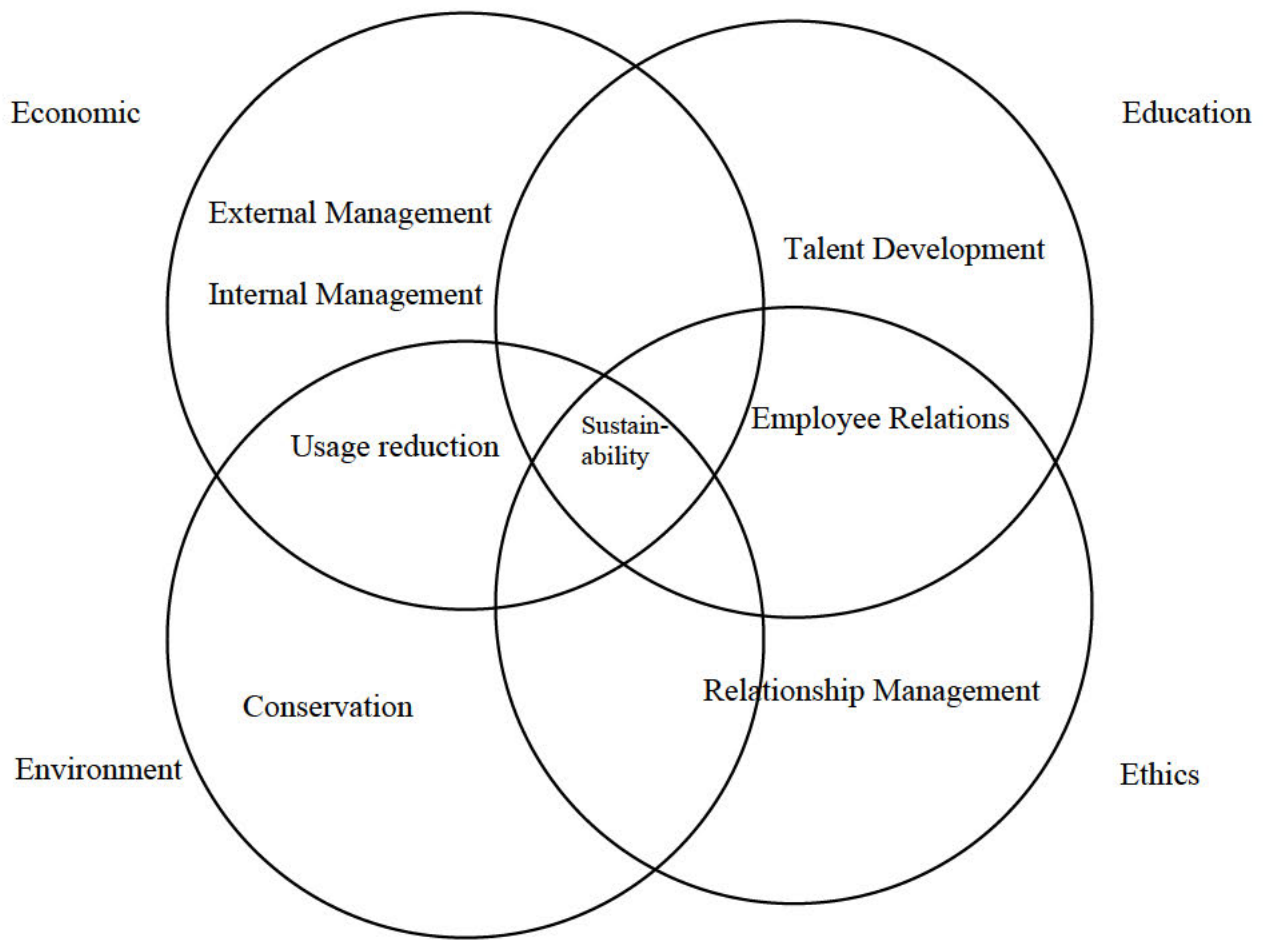 Economic
Education
External Management
Talent Development
Internal Management
Employee Relations
Sustain-
ability
Usage reduction
Relationship Management
Conservation
Environment
Ethics